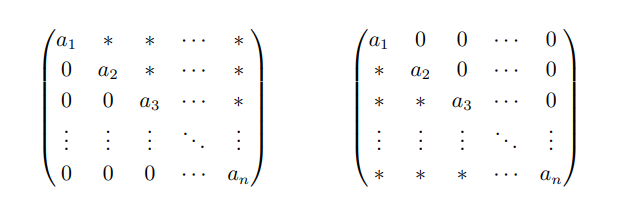 a₁ * * ⋯ * a₁ 0 0 ⋯ 0
0 a₂ * ⋯ * * a₂ 0 ⋯ 0
0 0 a₃ ⋯ * * * a₃ ⋯ 0
⋮ ⋮ ⋮ ⋱ ⋮ ⋮ ⋮ ⋮ ⋱ ⋮
0 0 0 ⋯ aₙ * * * ⋯ aₙ